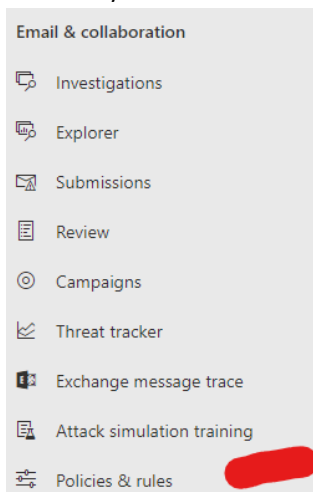 Email & collaboration
Investigations
Explorer
Submissions
Review
Campaigns
Threat tracker
Exchange message trace
Attack simulation training
Policies & rules